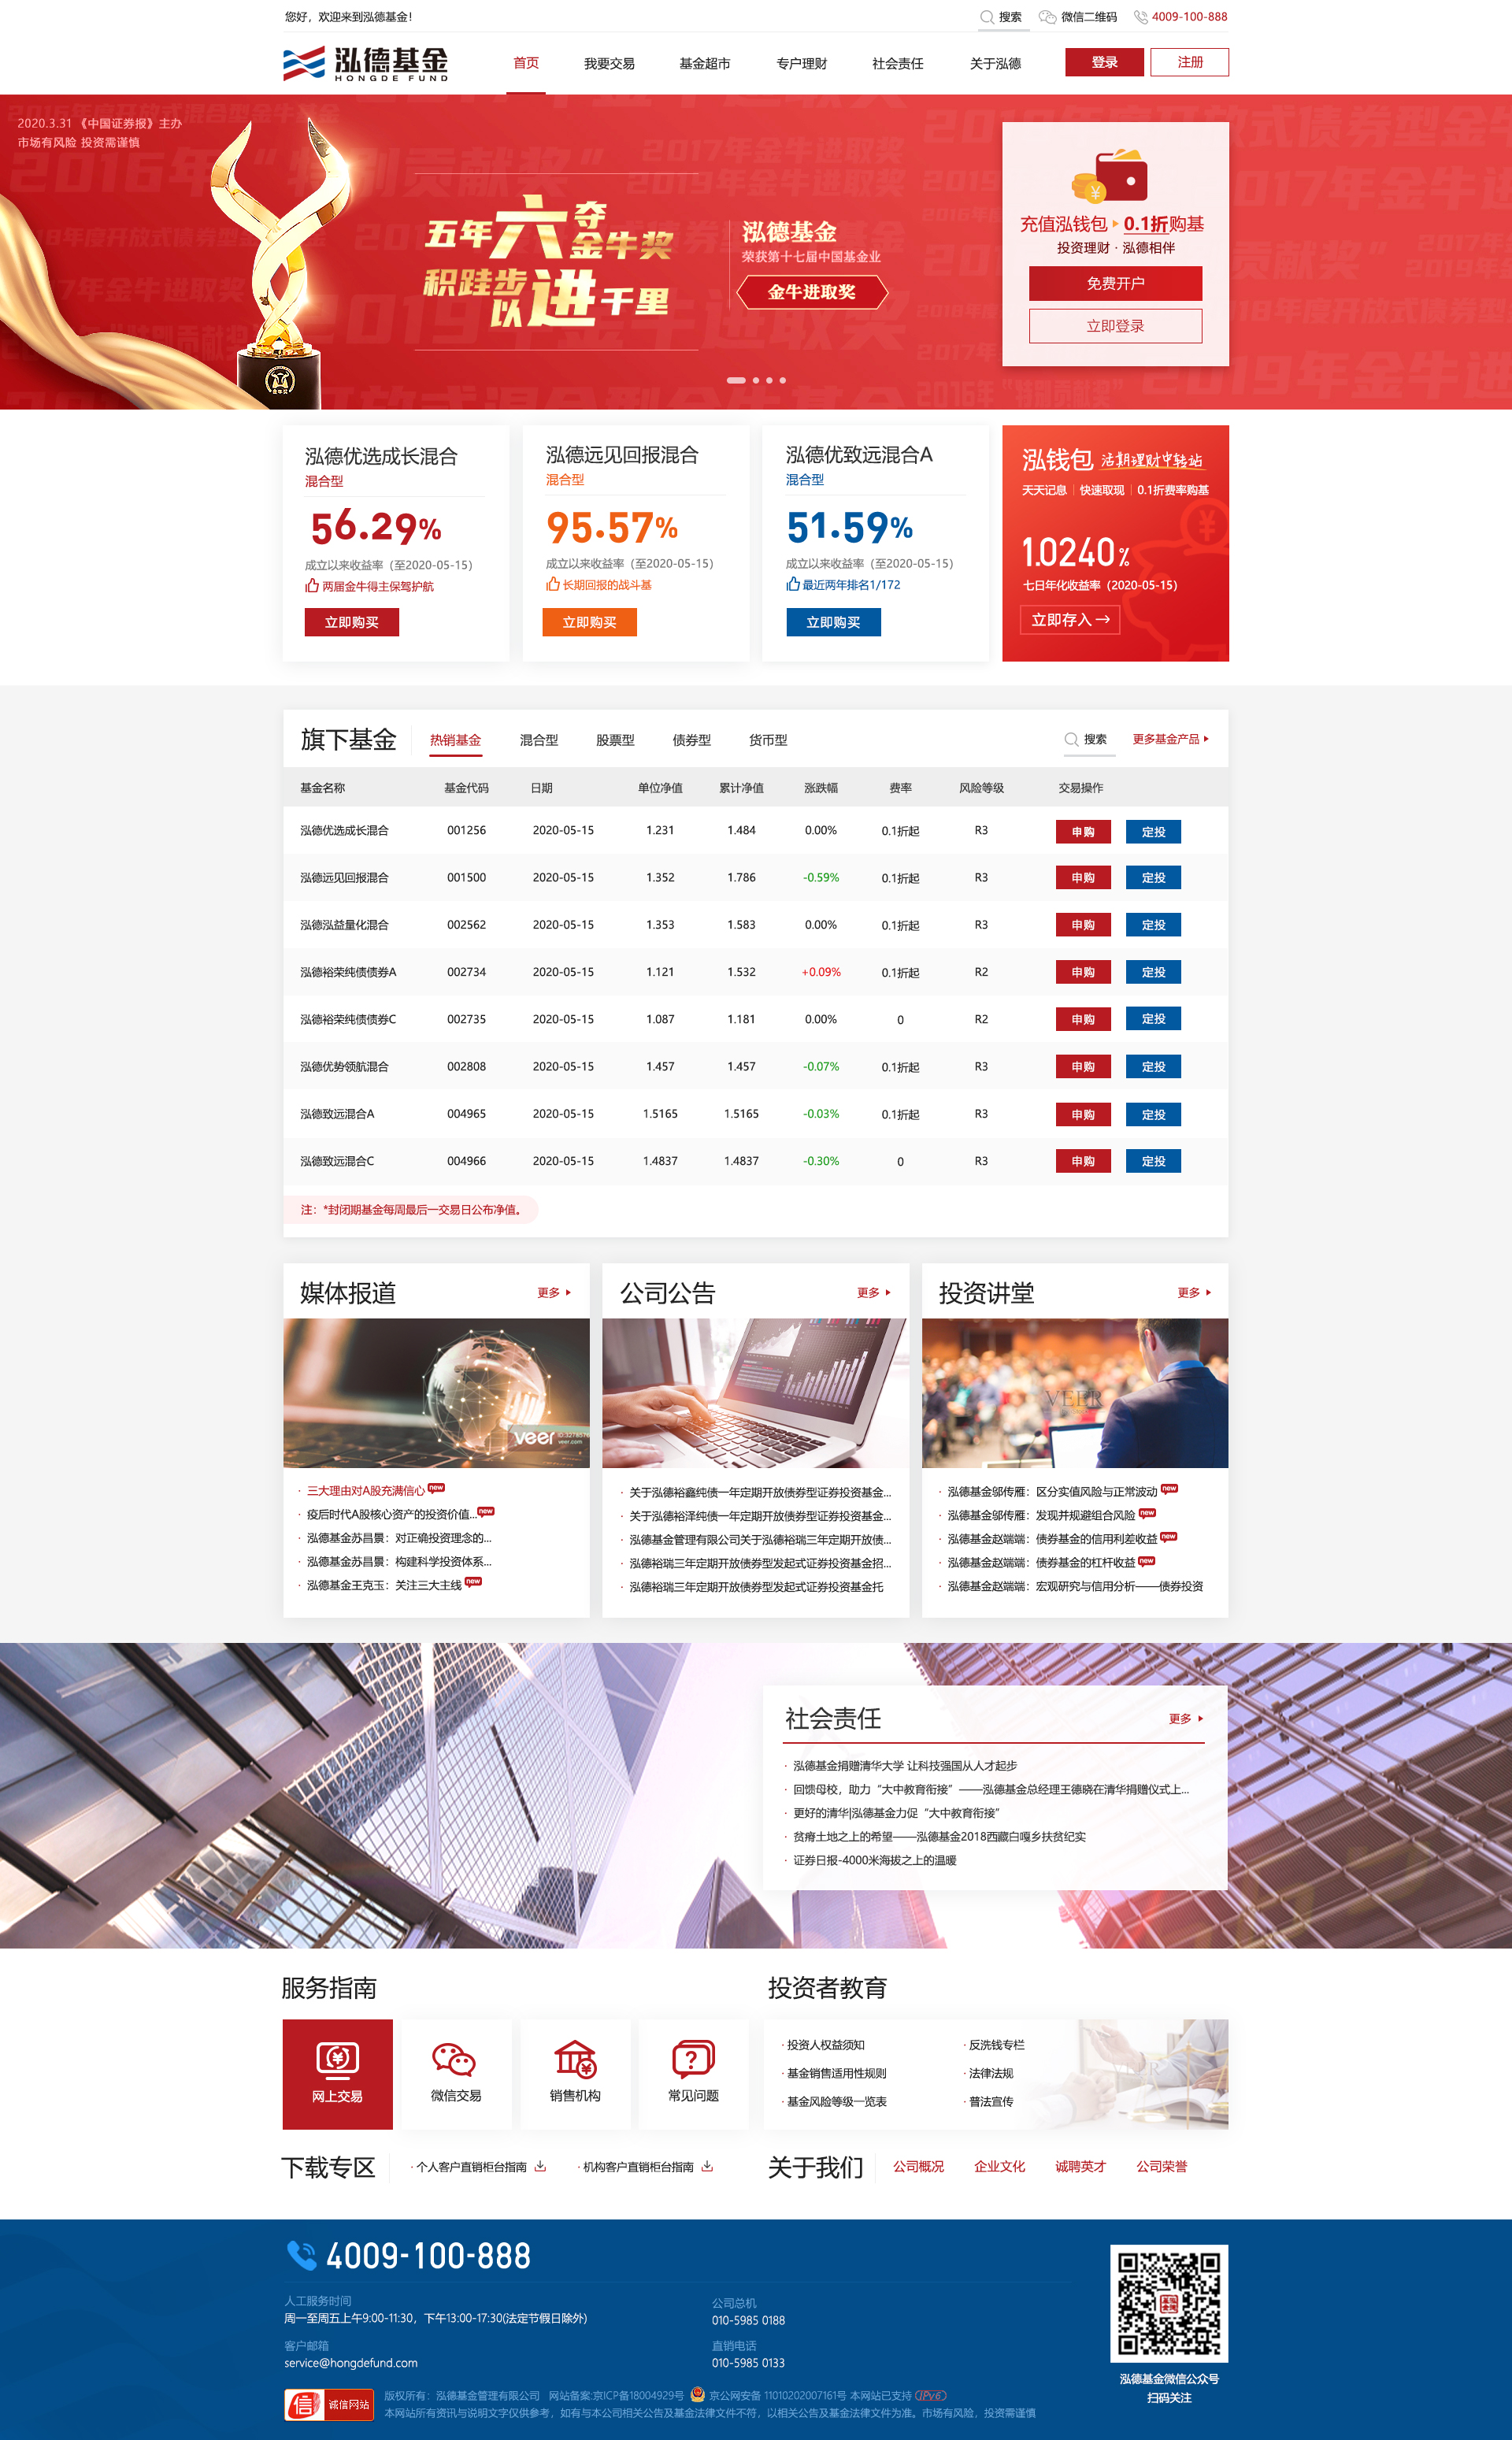 您好，欢迎来到泓德基金！
搜索 微信二维码 4009-100-888
泓德基金
HONGDE FUND
首页 我要交易 基金超市 专户理财 社会责任 关于泓德 登录 注册
2020.3.31《中国证券报》主办
市场有风险 投资需谨慎
五年六夺金牛奖
积跬步以进千里
泓德基金
荣获第十七届中国基金业
金牛进取奖
充值泓钱包 0.1折购基
投资理财 · 泓德相伴
免费开户
立即登录
泓德优选成长混合
混合型
56.29%
成立以来收益率（至2020-05-15）
两届金牛得主保驾护航
立即购买
泓德远见回报混合
混合型
95.57%
成立以来收益率（至2020-05-15）
长期回报的战斗基
立即购买
泓德优致远混合A
混合型
51.59%
成立以来收益率（至2020-05-15）
最近两年排名1/172
立即购买
泓钱包 活期理财中转站
天天记息 快速取现 0.1折费率购基
1.0240%
七日年化收益率（2020-05-15）
立即存入
旗下基金 热销基金 混合型 股票型 债券型 货币型 搜索 更多基金产品
基金名称 基金代码 日期 单位净值 累计净值 涨跌幅 费率 风险等级 交易操作
泓德优选成长混合 001256 2020-05-15 1.231 1.484 0.00% 0.1折起 R3 申购 定投
泓德远见回报混合 001500 2020-05-15 1.352 1.786 -0.59% 0.1折起 R3 申购 定投
泓德泓益量化混合 002562 2020-05-15 1.353 1.583 0.00% 0.1折起 R3 申购 定投
泓德裕荣纯债债券A 002734 2020-05-15 1.121 1.532 +0.09% 0.1折起 R2 申购 定投
泓德裕荣纯债债券C 002735 2020-05-15 1.087 1.181 0.00% 0 R2 申购 定投
泓德优势领航混合 002808 2020-05-15 1.457 1.457 -0.07% 0.1折起 R3 申购 定投
泓德致远混合A 004965 2020-05-15 1.5165 1.5165 -0.03% 0.1折起 R3 申购 定投
泓德致远混合C 004966 2020-05-15 1.4837 1.4837 -0.30% 0 R3 申购 定投
注：*封闭期基金每周最后一交易日公布净值。
媒体报道 更多
veer
veer.com
· 三大理由对A股充满信心 new
· 疫后时代A股核心资产的投资价值... new
· 泓德基金苏昌景：对正确投资理念的...
· 泓德基金苏昌景：构建科学投资体系...
· 泓德基金王克玉：关注三大主线 new
公司公告 更多
· 关于泓德裕鑫纯债一年定期开放债券型证券投资基金...
· 关于泓德裕泽纯债一年定期开放债券型证券投资基金...
· 泓德基金管理有限公司关于泓德裕瑞三年定期开放债...
· 泓德裕瑞三年定期开放债券型发起式证券投资基金招...
· 泓德裕瑞三年定期开放债券型发起式证券投资基金托
投资讲堂 更多
VEER
· 泓德基金邬传雁：区分实值风险与正常波动 new
· 泓德基金邬传雁：发现并规避组合风险 new
· 泓德基金赵端端：债券基金的信用利差收益 new
· 泓德基金赵端端：债券基金的杠杆收益 new
· 泓德基金赵端端：宏观研究与信用分析——债券投资
社会责任 更多
· 泓德基金捐赠清华大学 让科技强国从人才起步
· 回馈母校，助力“大中教育衔接”——泓德基金总经理王德晓在清华捐赠仪式上...
· 更好的清华|泓德基金力促“大中教育衔接”
· 贫瘠土地之上的希望——泓德基金2018西藏白嘎乡扶贫纪实
· 证券日报-4000米海拔之上的温暖
服务指南
网上交易 微信交易 销售机构 常见问题
投资者教育
· 投资人权益须知 · 反洗钱专栏
· 基金销售适用性规则 · 法律法规
· 基金风险等级一览表 · 普法宣传
下载专区 · 个人客户直销柜台指南 · 机构客户直销柜台指南
关于我们 公司概况 企业文化 诚聘英才 公司荣誉
4009-100-888
人工服务时间
周一至周五上午9:00-11:30，下午13:00-17:30(法定节假日除外)
公司总机
010-5985 0188
客户邮箱
service@hongdefund.com
直销电话
010-5985 0133
泓德基金微信公众号
扫码关注
信 诚信网站
版权所有：泓德基金管理有限公司 网站备案:京ICP备18004929号 京公网安备 11010202007161号 本网站已支持 IPv6
本网站所有资讯与说明文字仅供参考，如有与本公司相关公告及基金法律文件不符，以相关公告及基金法律文件为准。市场有风险，投资需谨慎